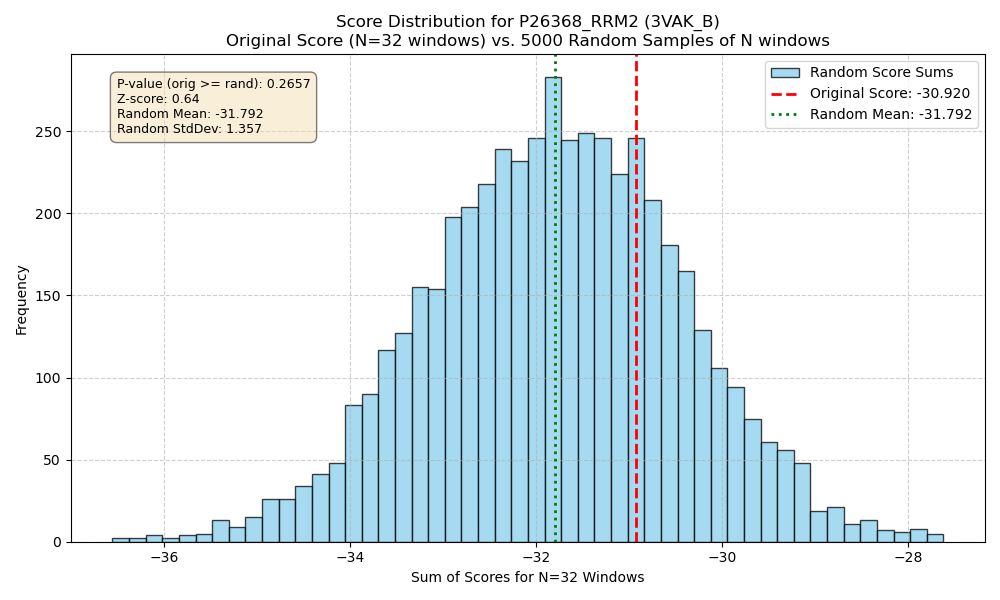 Score Distribution for P26368_RRM2 (3VAK_B)
Original Score (N=32 windows) vs. 5000 Random Samples of N windows
P-value (orig >= rand): 0.2657
Z-score: 0.64
Random Mean: -31.792
Random StdDev: 1.357
Random Score Sums
Original Score: -30.920
Random Mean: -31.792
Frequency
250
200
150
100
50
0
−36
−34
−32
−30
−28
Sum of Scores for N=32 Windows